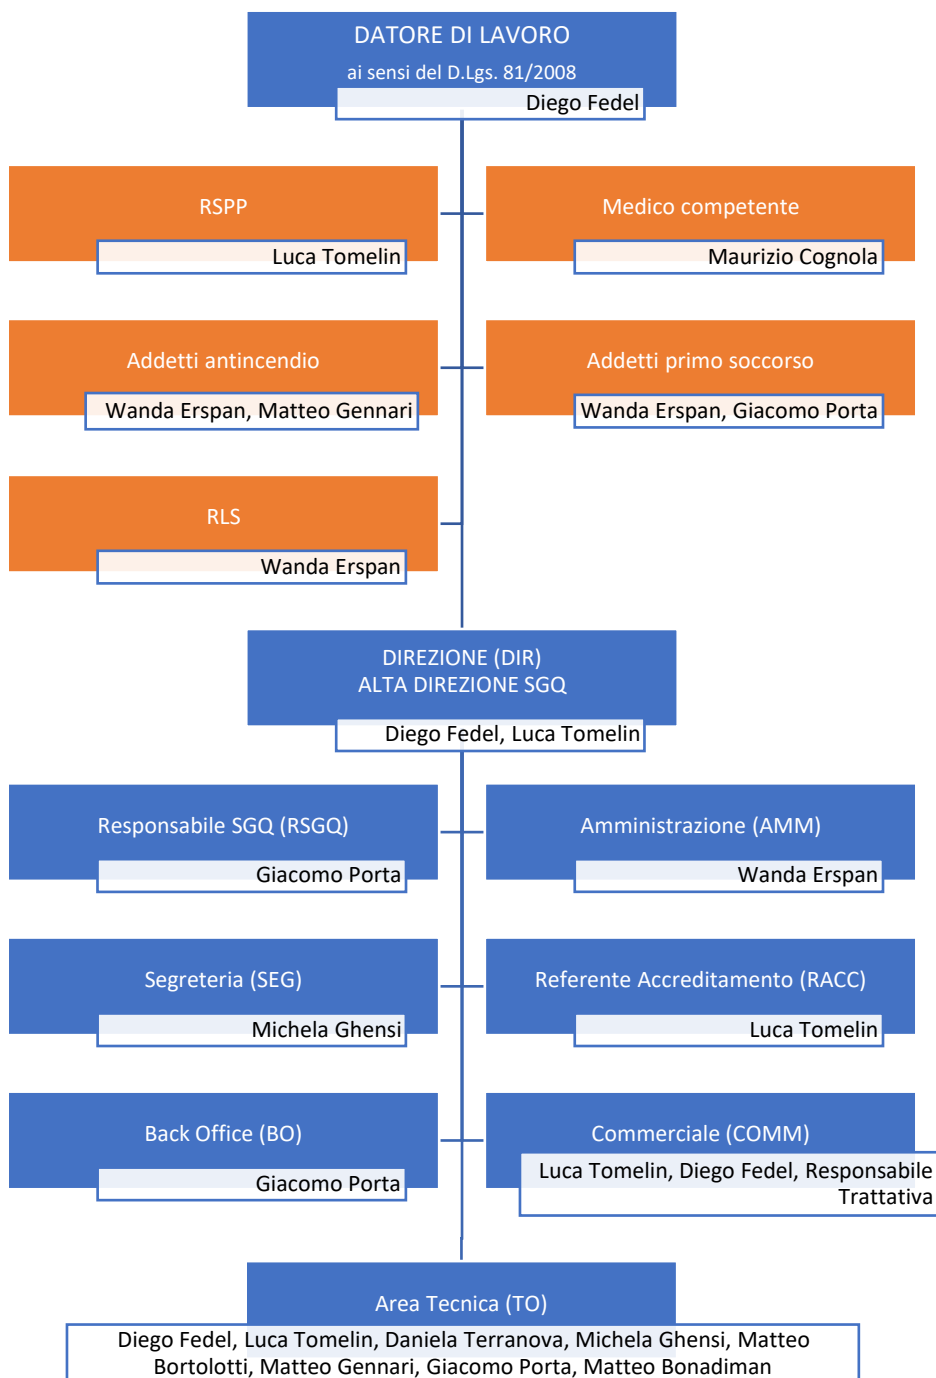 DATORE DI LAVORO
ai sensi del D.Lgs. 81/2008
Diego Fedel
RSPP
Luca Tomelin
Medico competente
Maurizio Cognola
Addetti antincendio
Wanda Erspan, Matteo Gennari
Addetti primo soccorso
Wanda Erspan, Giacomo Porta
RLS
Wanda Erspan
DIREZIONE (DIR)
ALTA DIREZIONE SGQ
Diego Fedel, Luca Tomelin
Responsabile SGQ (RSGQ)
Giacomo Porta
Amministrazione (AMM)
Wanda Erspan
Segreteria (SEG)
Michela Ghensi
Referente Accreditamento (RACC)
Luca Tomelin
Back Office (BO)
Giacomo Porta
Commerciale (COMM)
Luca Tomelin, Diego Fedel, Responsabile
Trattativa
Area Tecnica (TO)
Diego Fedel, Luca Tomelin, Daniela Terranova, Michela Ghensi, Matteo
Bortolotti, Matteo Gennari, Giacomo Porta, Matteo Bonadiman